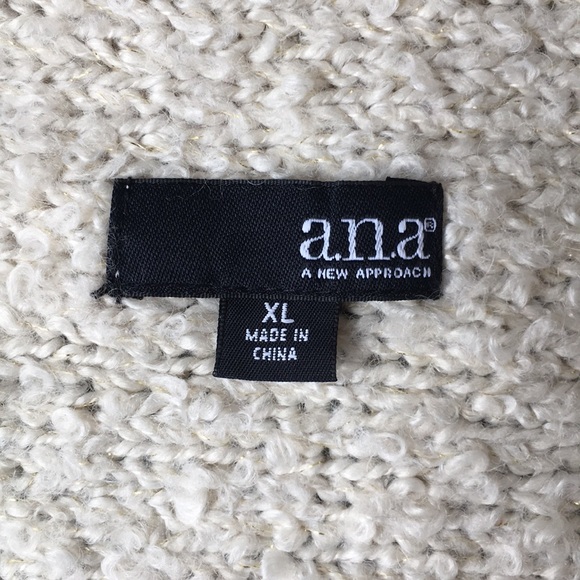 a.n.a®
A NEW APPROACH
XL
MADE IN
CHINA